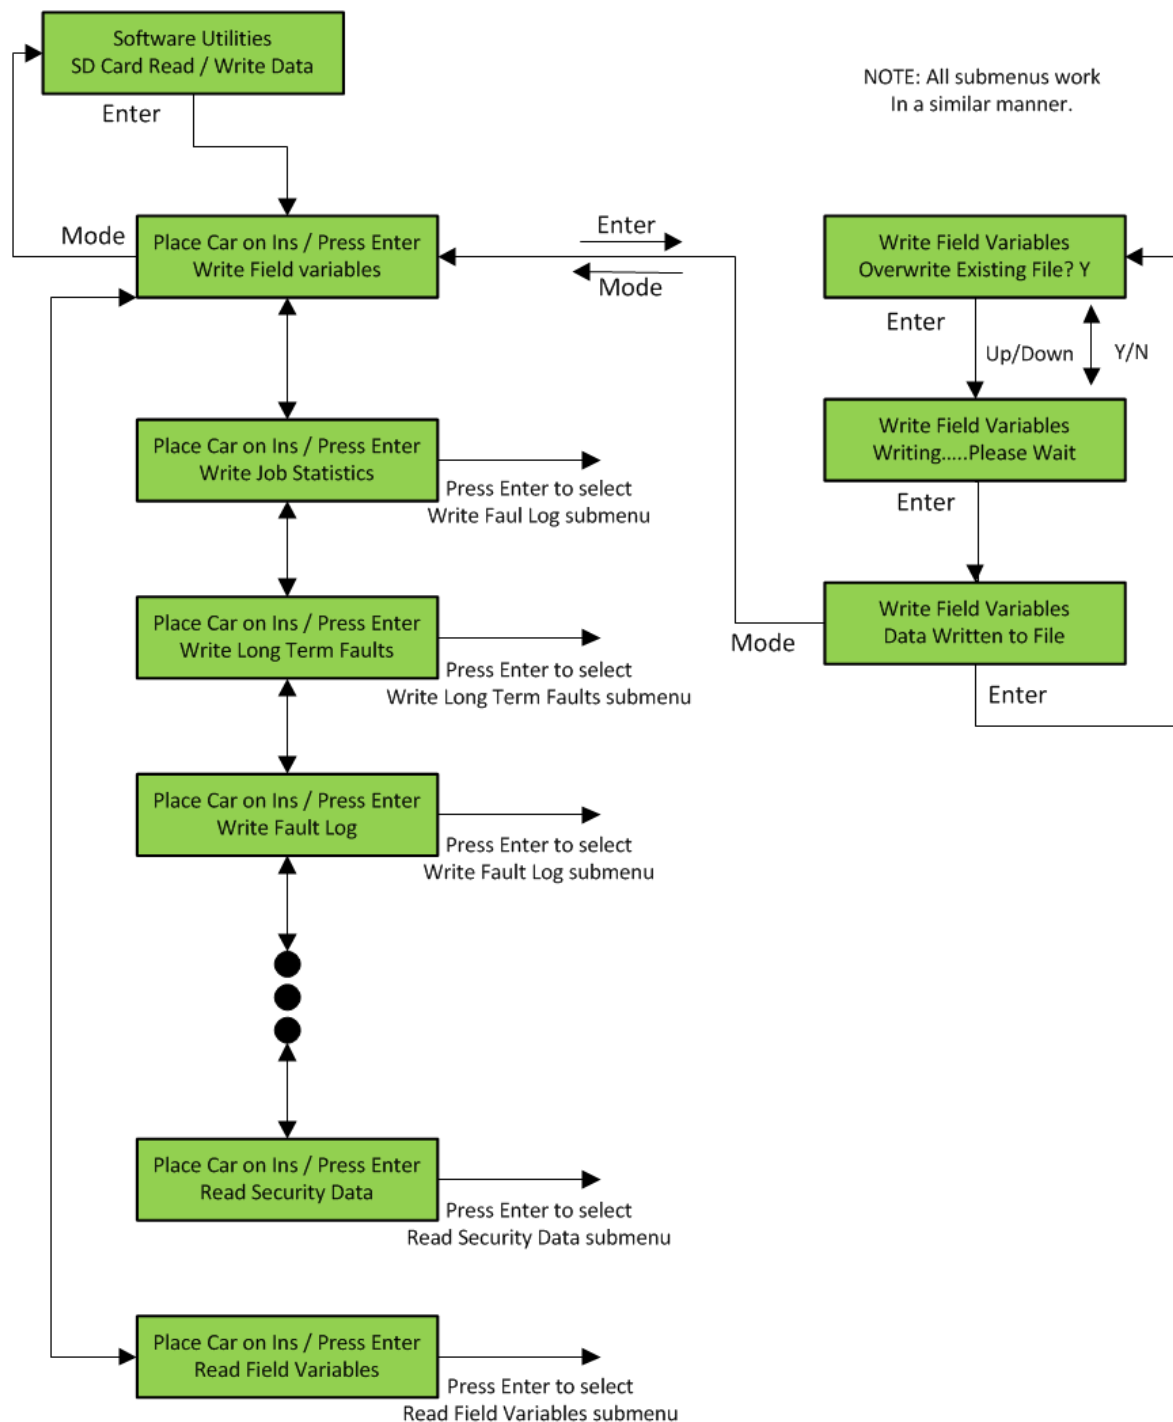 Software Utilities
SD Card Read / Write Data
NOTE: All submenus work
In a similar manner.
Enter
Mode
Place Car on Ins / Press Enter
Write Field variables
Enter
Mode
Write Field Variables
Overwrite Existing File? Y
Enter
Up/Down
Y/N
Place Car on Ins / Press Enter
Write Job Statistics
Press Enter to select
Write Faul Log submenu
Write Field Variables
Writing.....Please Wait
Enter
Place Car on Ins / Press Enter
Write Long Term Faults
Press Enter to select
Write Long Term Faults submenu
Write Field Variables
Data Written to File
Mode
Enter
Place Car on Ins / Press Enter
Write Fault Log
Press Enter to select
Write Fault Log submenu
Place Car on Ins / Press Enter
Read Security Data
Press Enter to select
Read Security Data submenu
Place Car on Ins / Press Enter
Read Field Variables
Press Enter to select
Read Field Variables submenu